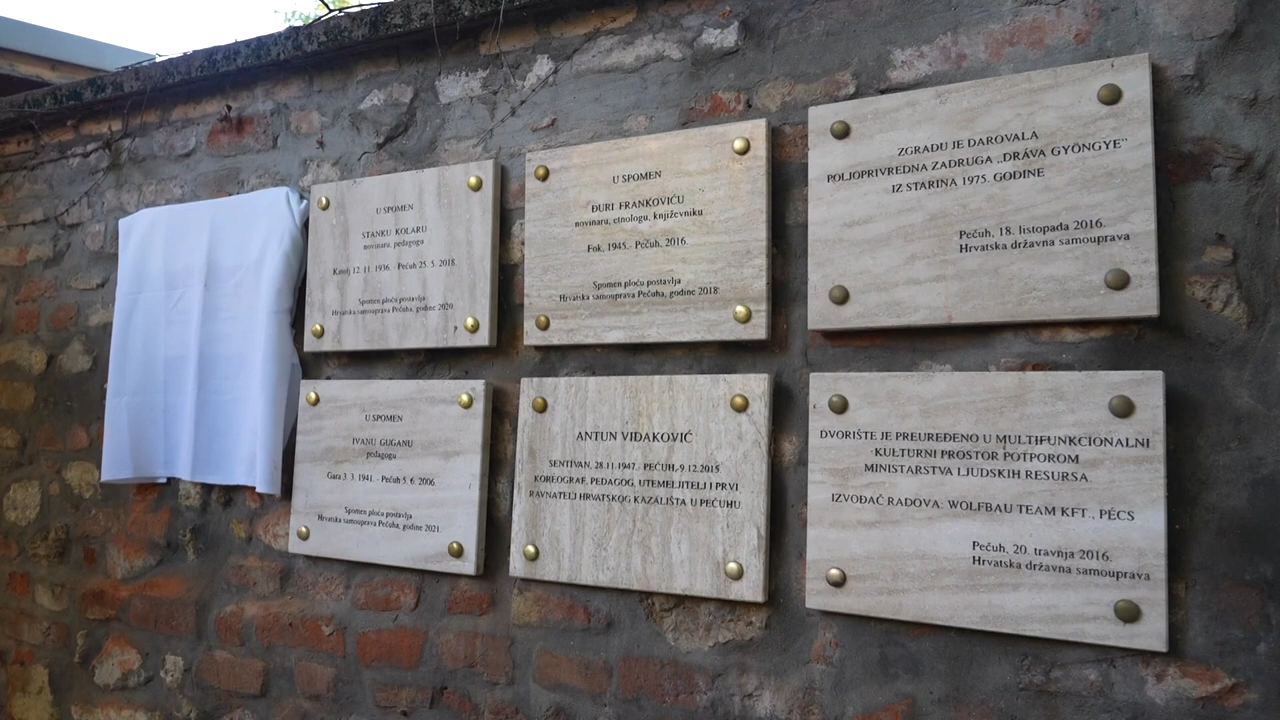 U SPOMEN
STANKU KOLARU
novinaru, pedagogu
Katolj 12. 11. 1936. - Pečuh 25. 5. 2018.
Spomen ploču postavlja
Hrvatska samouprava Pečuha, godine 2020.
U SPOMEN
ĐURI FRANKOVIĆU
novinaru, etnologu, književniku
Fok, 1945.- Pečuh, 2016.
Spomen ploču postavlja
Hrvatska samouprava Pečuha, godine 2018.
ZGRADU JE DAROVALA
POLJOPRIVREDNA ZADRUGA „DRÁVA GYÖNGYE”
IZ STARINA 1975. GODINE
Pečuh, 18. listopada 2016.
Hrvatska državna samouprava
U SPOMEN
IVANU GUGANU
pedagogu
Gara 3. 3. 1941. - Pečuh 5. 6. 2006.
Spomen ploču postavlja
Hrvatska samouprava Pečuha, godine 2021.
ANTUN VIDAKOVIĆ
SENTIVAN, 28.11.1947.- PEČUH, 9.12.2015.
KOREOGRAF, PEDAGOG, UTEMELJITELJ I PRVI
RAVNATELJ HRVATSKOG KAZALIŠTA U PEČUHU
DVORIŠTE JE PREUREĐENO U MULTIFUNKCIONALNI
KULTURNI PROSTOR POTPOROM
MINISTARSTVA LJUDSKIH RESURSA.
IZVOĐAČ RADOVA: WOLFBAU TEAM KFT., PÉCS
Pečuh, 20. travnja 2016.
Hrvatska državna samouprava